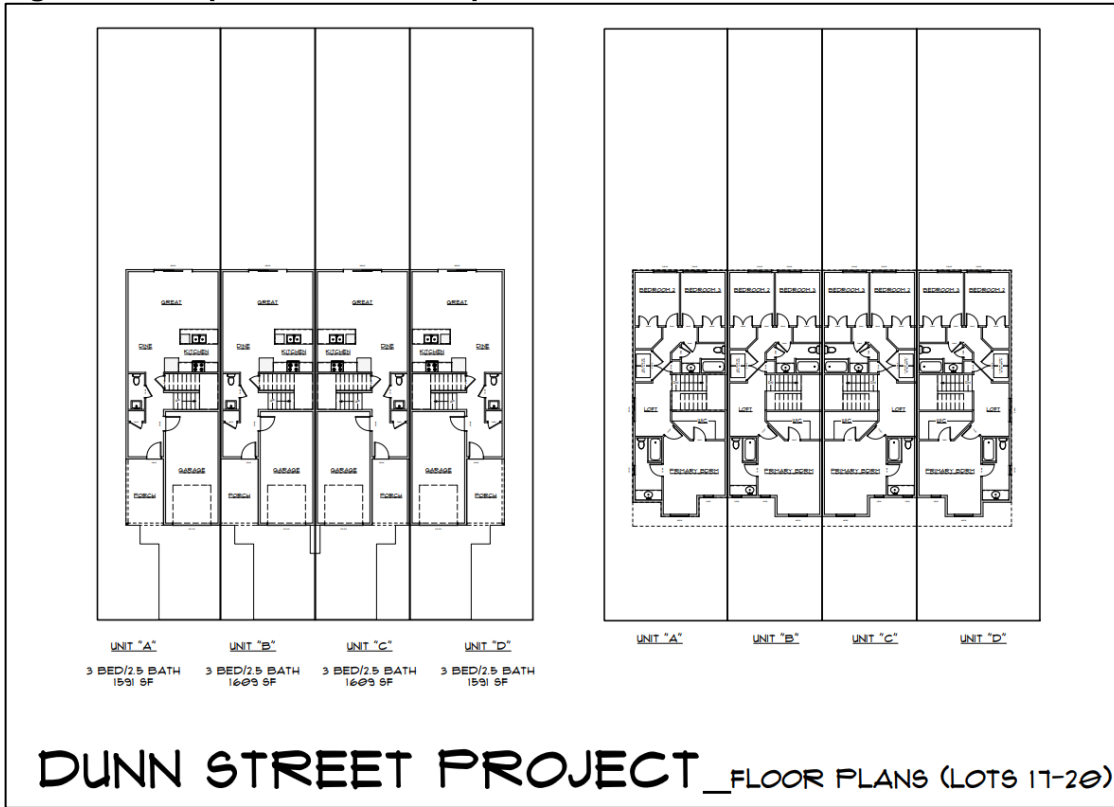 GREAT GREAT GREAT GREAT
DINE KITCHEN DINE KITCHEN KITCHEN DINE KITCHEN DINE
GARAGE GARAGE GARAGE GARAGE
PORCH PORCH PORCH PORCH
BEDROOM 2 BEDROOM 3 BEDROOM 2 BEDROOM 3 BEDROOM 3 BEDROOM 2 BEDROOM 3 BEDROOM 2
LOFT LOFT LOFT LOFT
WIC WIC WIC WIC
PRIMARY BDRM PRIMARY BDRM PRIMARY BDRM PRIMARY BDRM
UNIT "A" UNIT "B" UNIT "C" UNIT "D"
3 BED/2.5 BATH 3 BED/2.5 BATH 3 BED/2.5 BATH 3 BED/2.5 BATH
1591 SF 1609 SF 1609 SF 1591 SF
UNIT "A" UNIT "B" UNIT "C" UNIT "D"
DUNN STREET PROJECT_FLOOR PLANS (LOTS 17-20)